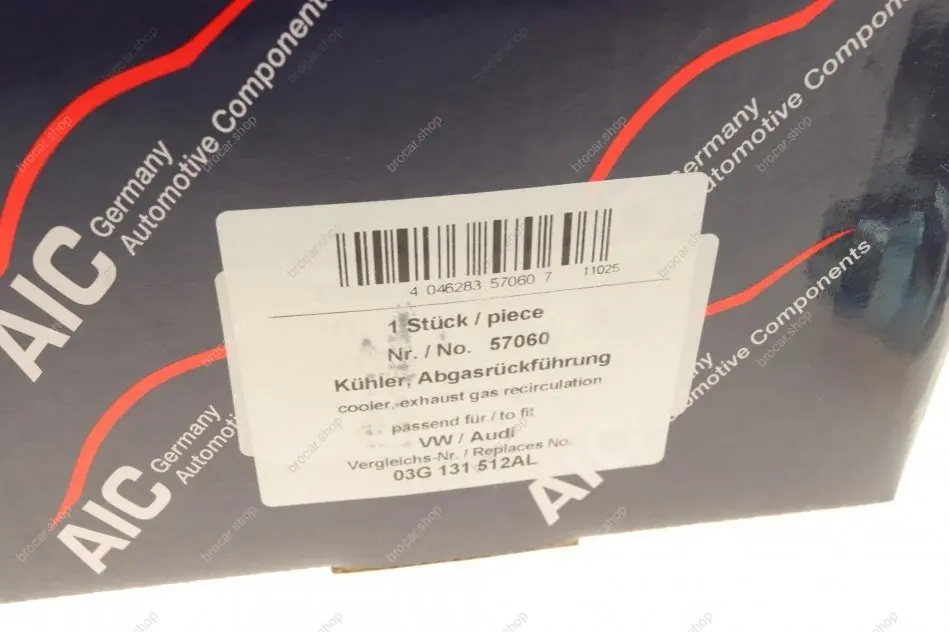 AIC Germany
Automotive Components
AIC Germany
Automotive Components
4 046283 57060 7
11025
1 Stück / piece
Nr. / No. 57060
Kühler, Abgasrückführung
cooler, exhaust gas recirculation
passend für / to fit
VW / Audi
Vergleichs-Nr. / Replaces No.
03G 131 512AL
AIC Germany
Automotive
AIC
Components
brocar.shop